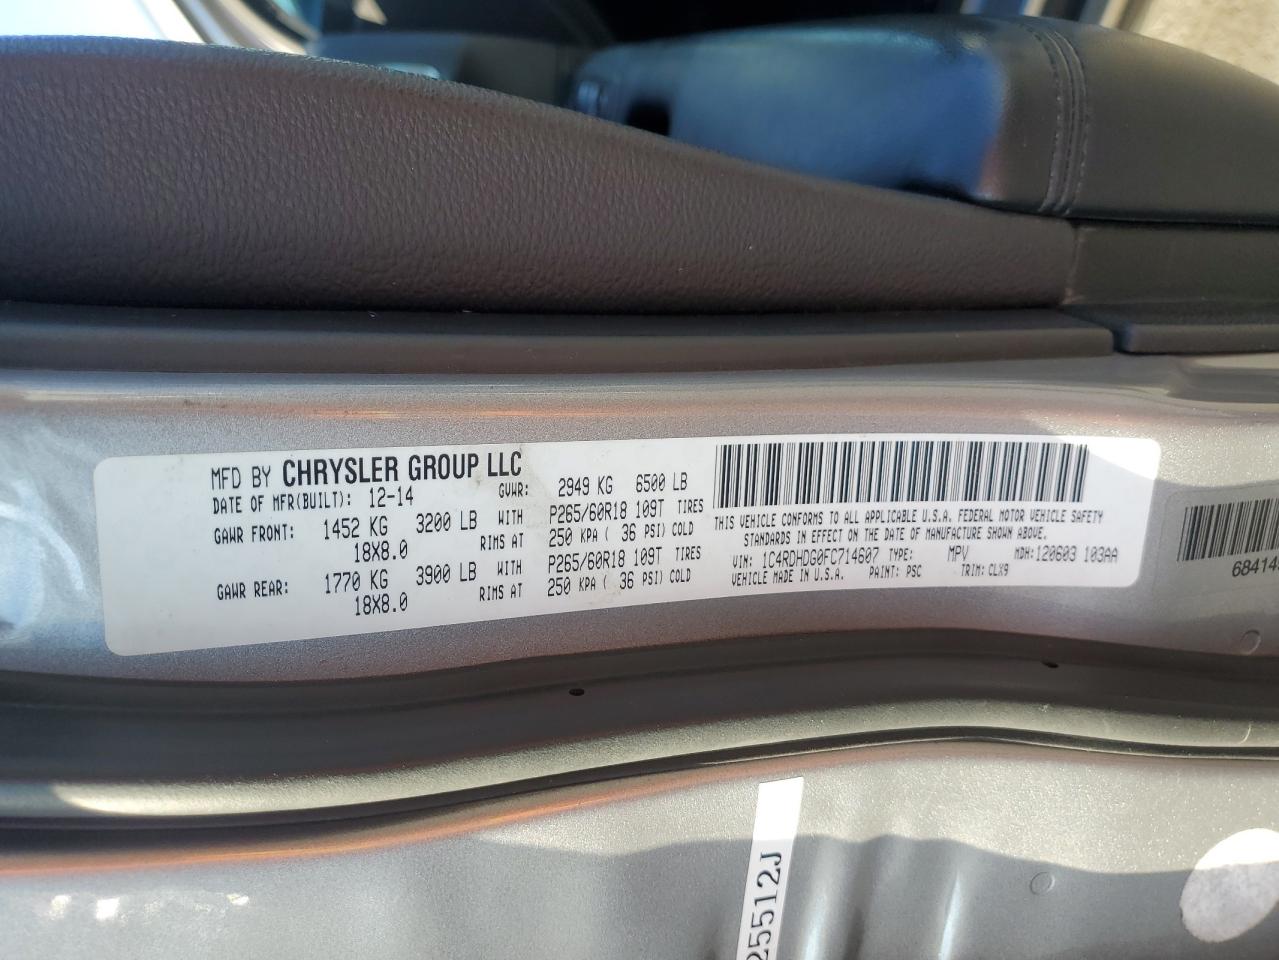 MFD BY CHRYSLER GROUP LLC
DATE OF MFR(BUILT): 12-14 GVWR: 2949 KG 6500 LB
GAWR FRONT: 1452 KG 3200 LB WITH P265/60R18 109T TIRES
18X8.0 RIMS AT 250 KPA ( 36 PSI) COLD
GAWR REAR: 1770 KG 3900 LB WITH P265/60R18 109T TIRES
18X8.0 RIMS AT 250 KPA ( 36 PSI) COLD
THIS VEHICLE CONFORMS TO ALL APPLICABLE U.S.A. FEDERAL MOTOR VEHICLE SAFETY
STANDARDS IN EFFECT ON THE DATE OF MANUFACTURE SHOWN ABOVE.
VIN: 1C4RDHDG0FC714607 TYPE: MPV MDH: 120603 103AA
VEHICLE MADE IN U.S.A. PAINT: PSC TRIM: CLX9
25512J